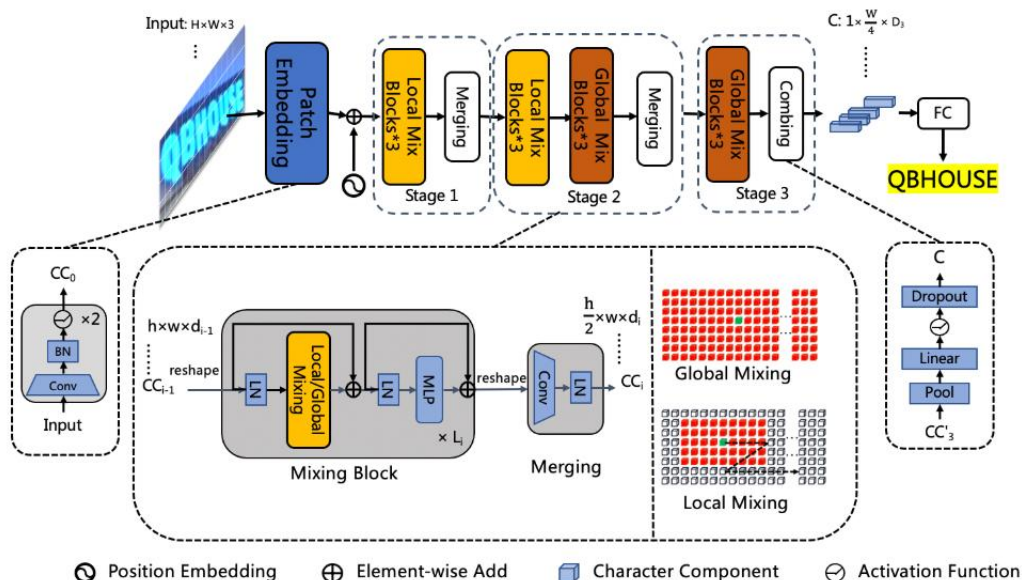 Input: H×W×3
C: 1× W/4 × D₃
QBHOUSE
Patch Embedding
Local Mix Blocks*3
Merging
Stage 1
Local Mix Blocks*3
Global Mix Blocks*3
Merging
Stage 2
Global Mix Blocks*3
Combing
Stage 3
FC
QBHOUSE
CC₀
×2
BN
Conv
Input
h×w×dᵢ₋₁
CCᵢ₋₁
reshape
LN
Local/Global Mixing
LN
MLP
× Lᵢ
Mixing Block
reshape
h/2 ×w×dᵢ
Conv
LN
CCᵢ
Merging
Global Mixing
Local Mixing
C
Dropout
Linear
Pool
CC'₃
Position Embedding
Element-wise Add
Character Component
Activation Function